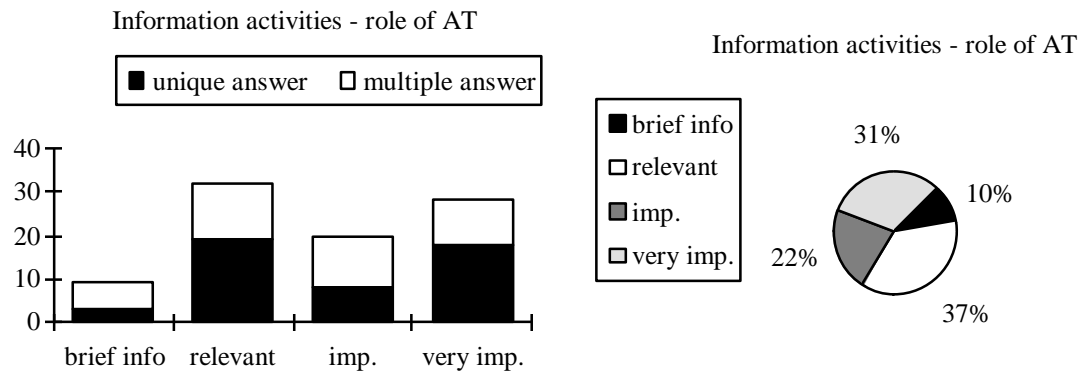 Information activities - role of AT
unique answer multiple answer
40
30
20
10
0
brief info relevant imp. very imp.
Information activities - role of AT
brief info
relevant
imp.
very imp.
31%
10%
22%
37%